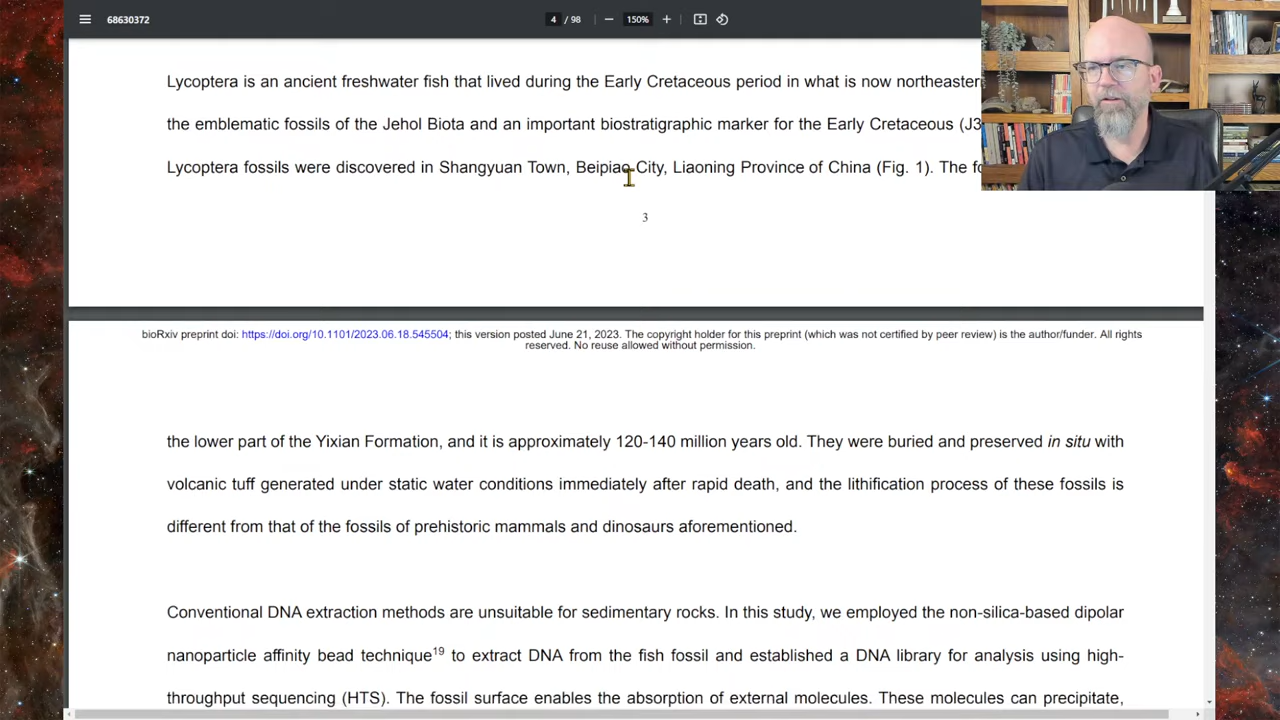 68630372
4 / 98
150%
Lycoptera is an ancient freshwater fish that lived during the Early Cretaceous period in what is now northeaster
the emblematic fossils of the Jehol Biota and an important biostratigraphic marker for the Early Cretaceous (J3
Lycoptera fossils were discovered in Shangyuan Town, Beipiao City, Liaoning Province of China (Fig. 1). The fo
3
bioRxiv preprint doi: https://doi.org/10.1101/2023.06.18.545504; this version posted June 21, 2023. The copyright holder for this preprint (which was not certified by peer review) is the author/funder. All rights
reserved. No reuse allowed without permission.
the lower part of the Yixian Formation, and it is approximately 120-140 million years old. They were buried and preserved in situ with
volcanic tuff generated under static water conditions immediately after rapid death, and the lithification process of these fossils is
different from that of the fossils of prehistoric mammals and dinosaurs aforementioned.
Conventional DNA extraction methods are unsuitable for sedimentary rocks. In this study, we employed the non-silica-based dipolar
nanoparticle affinity bead technique19 to extract DNA from the fish fossil and established a DNA library for analysis using high-
throughput sequencing (HTS). The fossil surface enables the absorption of external molecules. These molecules can precipitate,